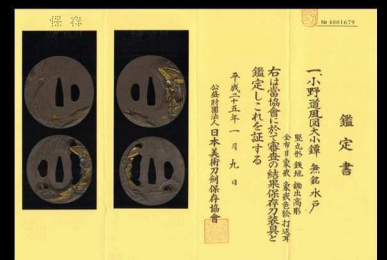 保存
№ 4001679
鑑定書
一、小野道風図大小鐔 無銘 水戸
竪丸形 鉄地 鋤出高彫
金布目象嵌 象嵌色絵 打返耳
右は當協會に於て審査の結果保存刀装具と
鑑定しこれを証する
平成二十五年一月九日
公益財団法人 日本美術刀剣保存協會